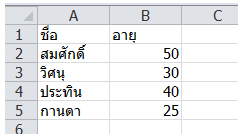 A B C
1 ชื่อ อายุ
2 สมศักดิ์ 50
3 วิศนุ 30
4 ประทิน 40
5 กานดา 25
6